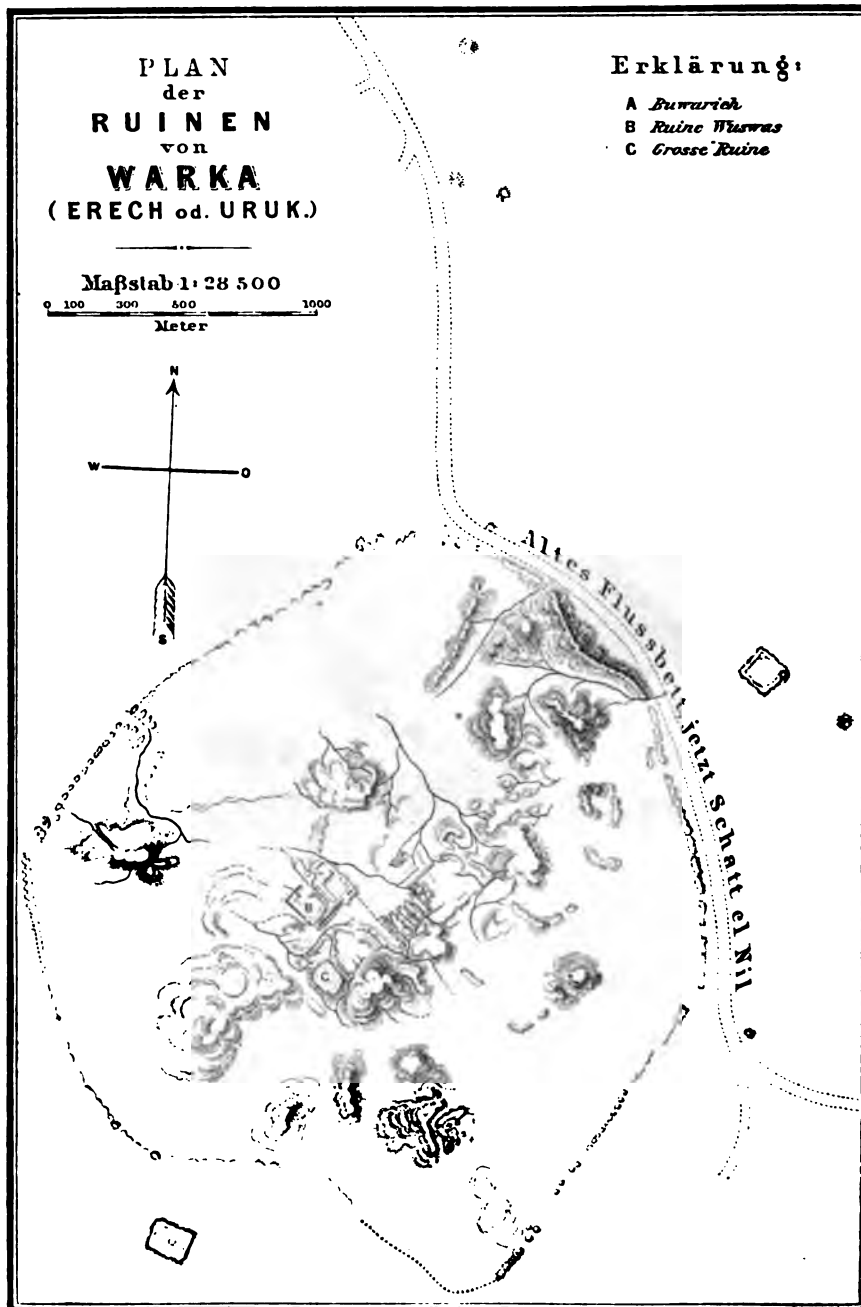 PLAN
der
RUINEN
von
WARKA
(ERECH od. URUK.)
Maßstab 1: 28 500
0 100 300 500 1000
Meter
N
W O
S
Erklärung:
A Buwarieh
B Ruine Wuswas
C Grosse Ruine
Altes Flussbett jetzt Schatt el Nil
B
C